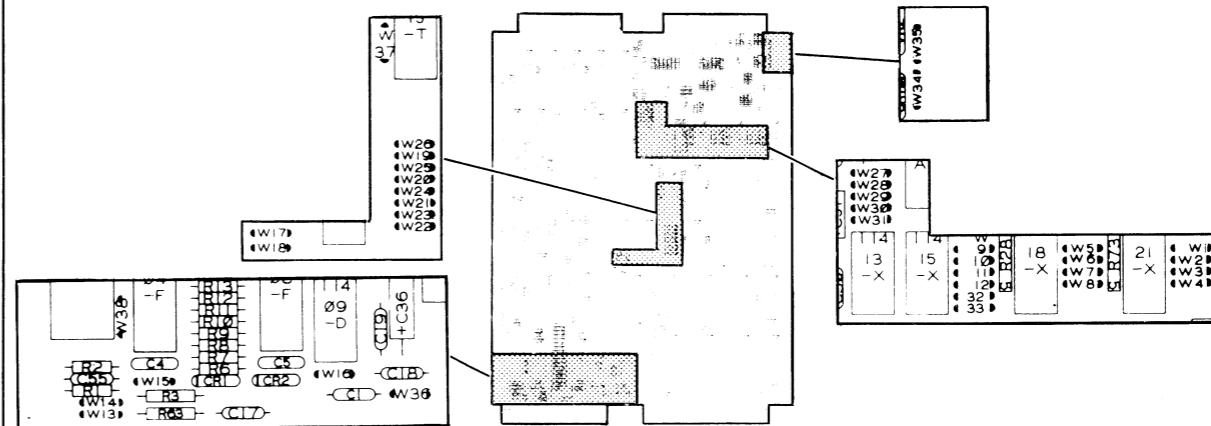 W
37
-T
W26
W19
W25
W20
W24
W21
W23
W22
W17
W18
W35
W34
A
W27
W28
W29
W30
W31
14
13
-X
14
15
-X
W
9
10
11
12
32
33
R28
18
-X
W5
W6
W7
W8
R73
21
-X
W1
W2
W3
W4
W38
-F
R13
R12
R11
R10
R9
R8
R7
R6
-F
14
Ø9
-D
C19
+C36
R2
C55
R1
W14
W13
C4
W15
CR1
R3
R63
C5
CR2
C17
W16
C18
C1
W36